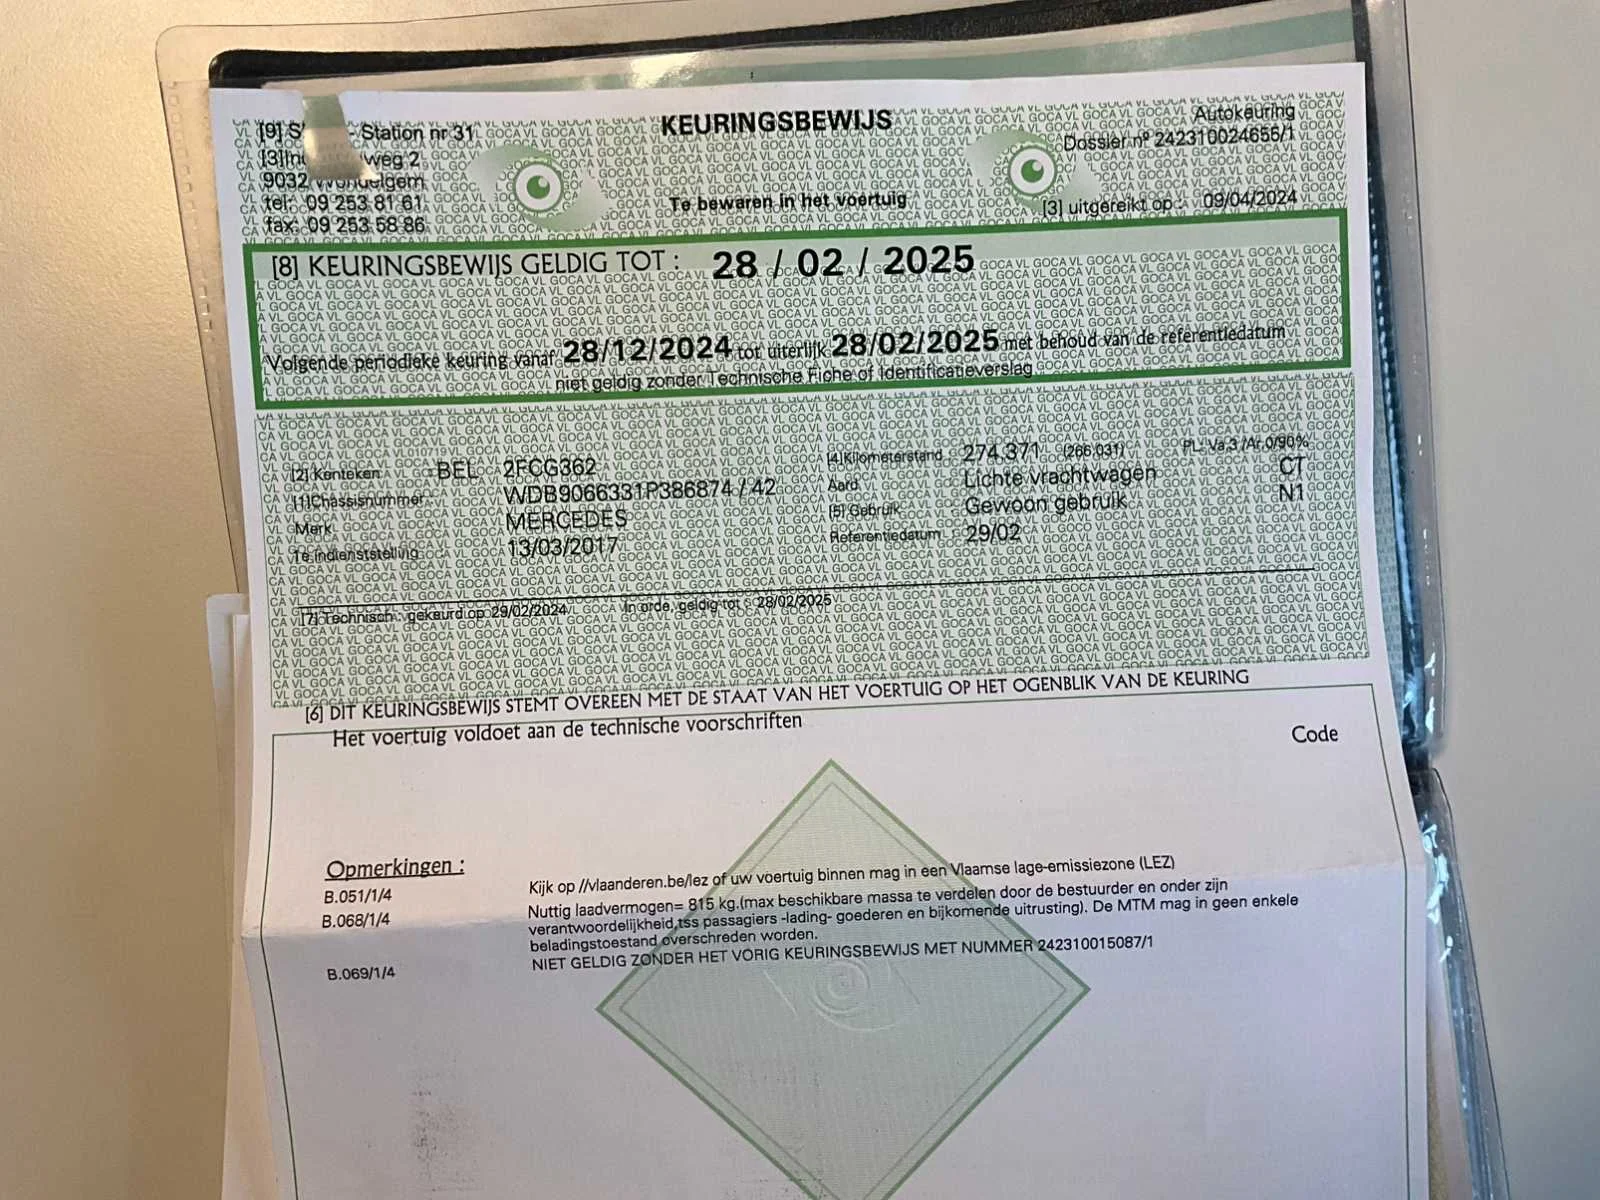 KEURINGSBEWIJS
Autokeuring
[9] Station nr 31
Dossier nº 242310024656/1
[3] weg 2
9032 Wondelgem
tel: 09 253 81 61
fax: 09 253 58 86
Te bewaren in het voertuig
[3] uitgereikt op : 09/04/2024
[8] KEURINGSBEWIJS GELDIG TOT : 28 / 02 / 2025
Volgende periodieke keuring vanaf 28/12/2024 tot uiterlijk 28/02/2025 met behoud van de referentiedatum
niet geldig zonder Technische Fiche of Identificatieverslag
[2] Kenteken : BEL 2FCG362
[1] Chassisnummer WDB9066331P386874 / 42
Merk MERCEDES
1e indienststelling 13/03/2017
[4] Kilometerstand 274.371 (266.031) PL. Va.3 /Ar.0/90%
Aard Lichte vrachtwagen CT
[5] Gebruik Gewoon gebruik N1
Referentiedatum : 29/02
[7] Technisch : gekeurd op 29/02/2024 In orde, geldig tot : 28/02/2025
[6] DIT KEURINGSBEWIJS STEMT OVEREEN MET DE STAAT VAN HET VOERTUIG OP HET OGENBLIK VAN DE KEURING
Het voertuig voldoet aan de technische voorschriften
Code
Opmerkingen :
B.051/1/4 Kijk op //vlaanderen.be/lez of uw voertuig binnen mag in een Vlaamse lage-emissiezone (LEZ)
B.068/1/4 Nuttig laadvermogen= 815 kg.(max beschikbare massa te verdelen door de bestuurder en onder zijn
verantwoordelijkheid tss passagiers -lading- goederen en bijkomende uitrusting). De MTM mag in geen enkele
beladingstoestand overschreden worden.
B.069/1/4 NIET GELDIG ZONDER HET VORIG KEURINGSBEWIJS MET NUMMER 242310015087/1